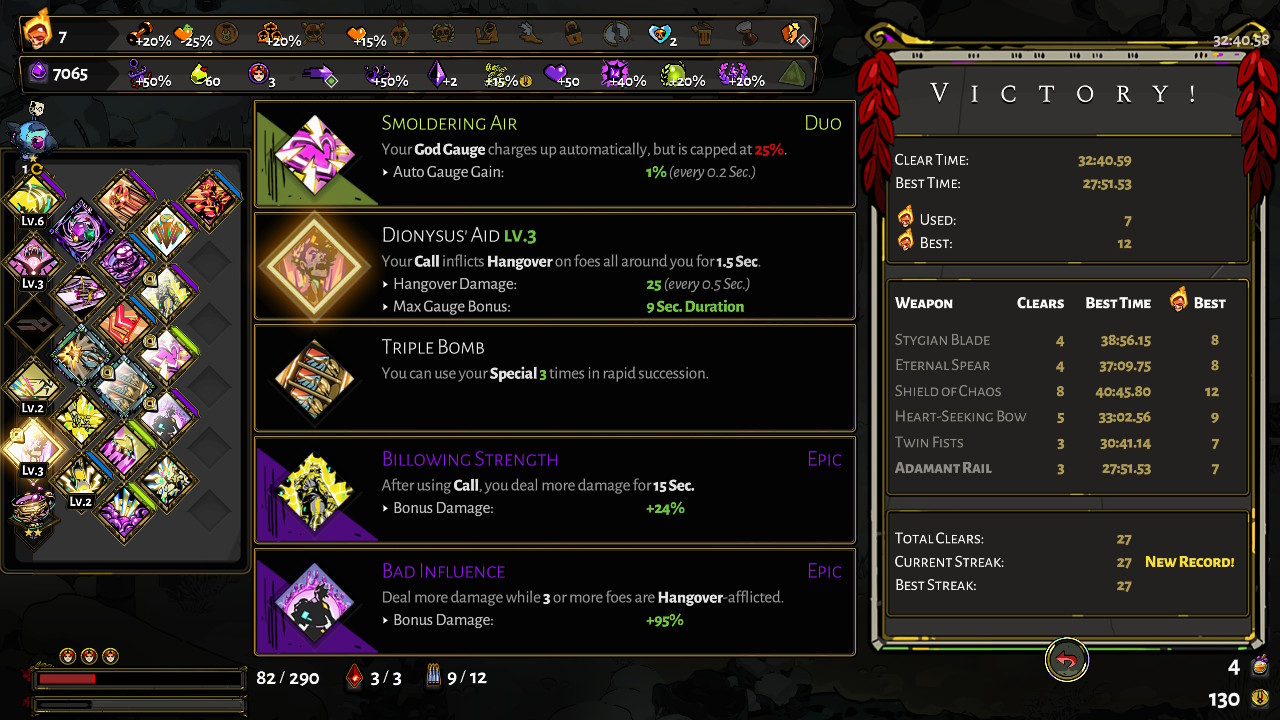 7
+20%
-25%
+20%
+15%
2
32:40.58
7065
+50%
-60
3
+50%
+2
+15%
+50
+40%
+20%
+20%
1
Lv.6
Lv.3
Lv.2
Lv.3
Lv.2
SMOLDERING AIR
DUO
Your God Gauge charges up automatically, but is capped at 25%.
Auto Gauge Gain: 1% (every 0.2 Sec.)
DIONYSUS' AID LV.3
Your Call inflicts Hangover on foes all around you for 1.5 Sec.
Hangover Damage: 25 (every 0.5 Sec.)
Max Gauge Bonus: 9 Sec. Duration
TRIPLE BOMB
You can use your Special 3 times in rapid succession.
BILLOWING STRENGTH
EPIC
After using Call, you deal more damage for 15 Sec.
Bonus Damage: +24%
BAD INFLUENCE
EPIC
Deal more damage while 3 or more foes are Hangover-afflicted.
Bonus Damage: +95%
82 / 290
3 / 3
9 / 12
VICTORY!
CLEAR TIME: 32:40.59
BEST TIME: 27:51.53
USED: 7
BEST: 12
WEAPON CLEARS BEST TIME BEST
STYGIAN BLADE 4 38:56.15 8
ETERNAL SPEAR 4 37:09.75 8
SHIELD OF CHAOS 8 40:45.80 12
HEART-SEEKING BOW 5 33:02.56 9
TWIN FISTS 3 30:41.14 7
ADAMANT RAIL 3 27:51.53 7
TOTAL CLEARS: 27
CURRENT STREAK: 27 NEW RECORD!
BEST STREAK: 27
4
130